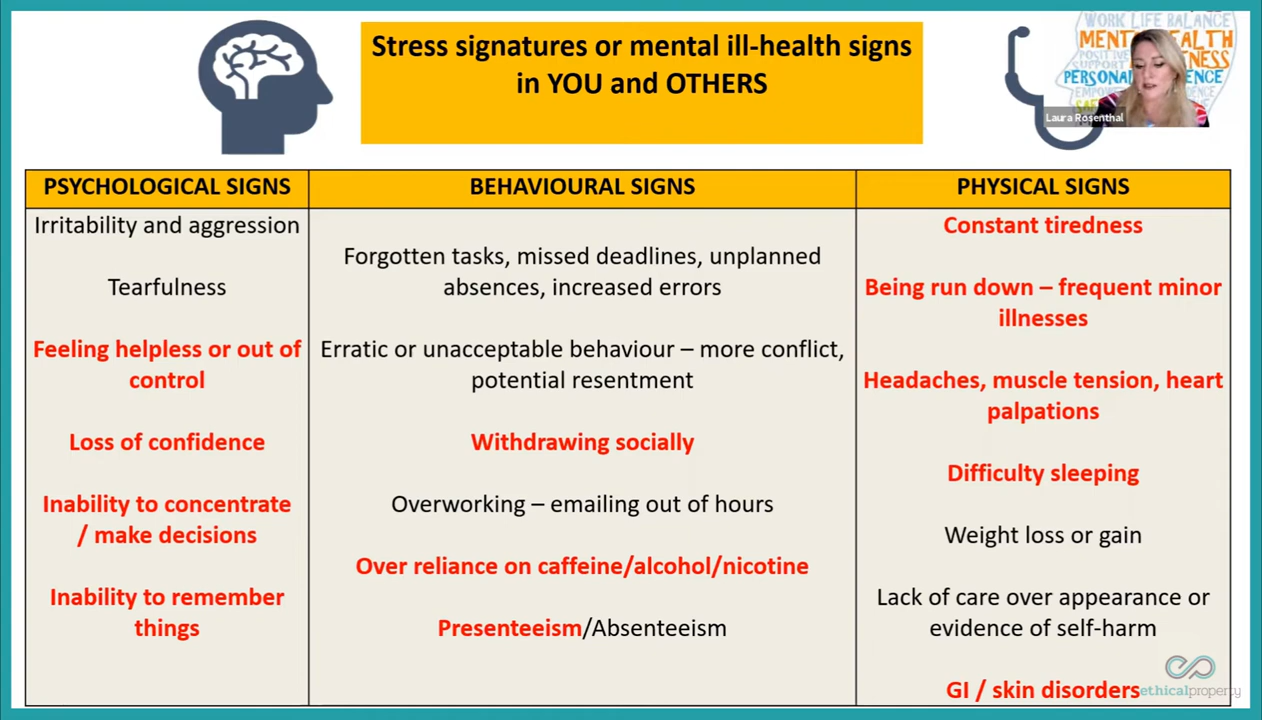 Stress signatures or mental ill-health signs
in YOU and OTHERS
WORK LIFE BALANCE
Laura Rosenthal
PSYCHOLOGICAL SIGNS
Irritability and aggression
Tearfulness
Feeling helpless or out of
control
Loss of confidence
Inability to concentrate
/ make decisions
Inability to remember
things
BEHAVIOURAL SIGNS
Forgotten tasks, missed deadlines, unplanned
absences, increased errors
Erratic or unacceptable behaviour – more conflict,
potential resentment
Withdrawing socially
Overworking – emailing out of hours
Over reliance on caffeine/alcohol/nicotine
Presenteeism/Absenteeism
PHYSICAL SIGNS
Constant tiredness
Being run down – frequent minor
illnesses
Headaches, muscle tension, heart
palpations
Difficulty sleeping
Weight loss or gain
Lack of care over appearance or
evidence of self-harm
GI / skin disorders
ethicalproperty